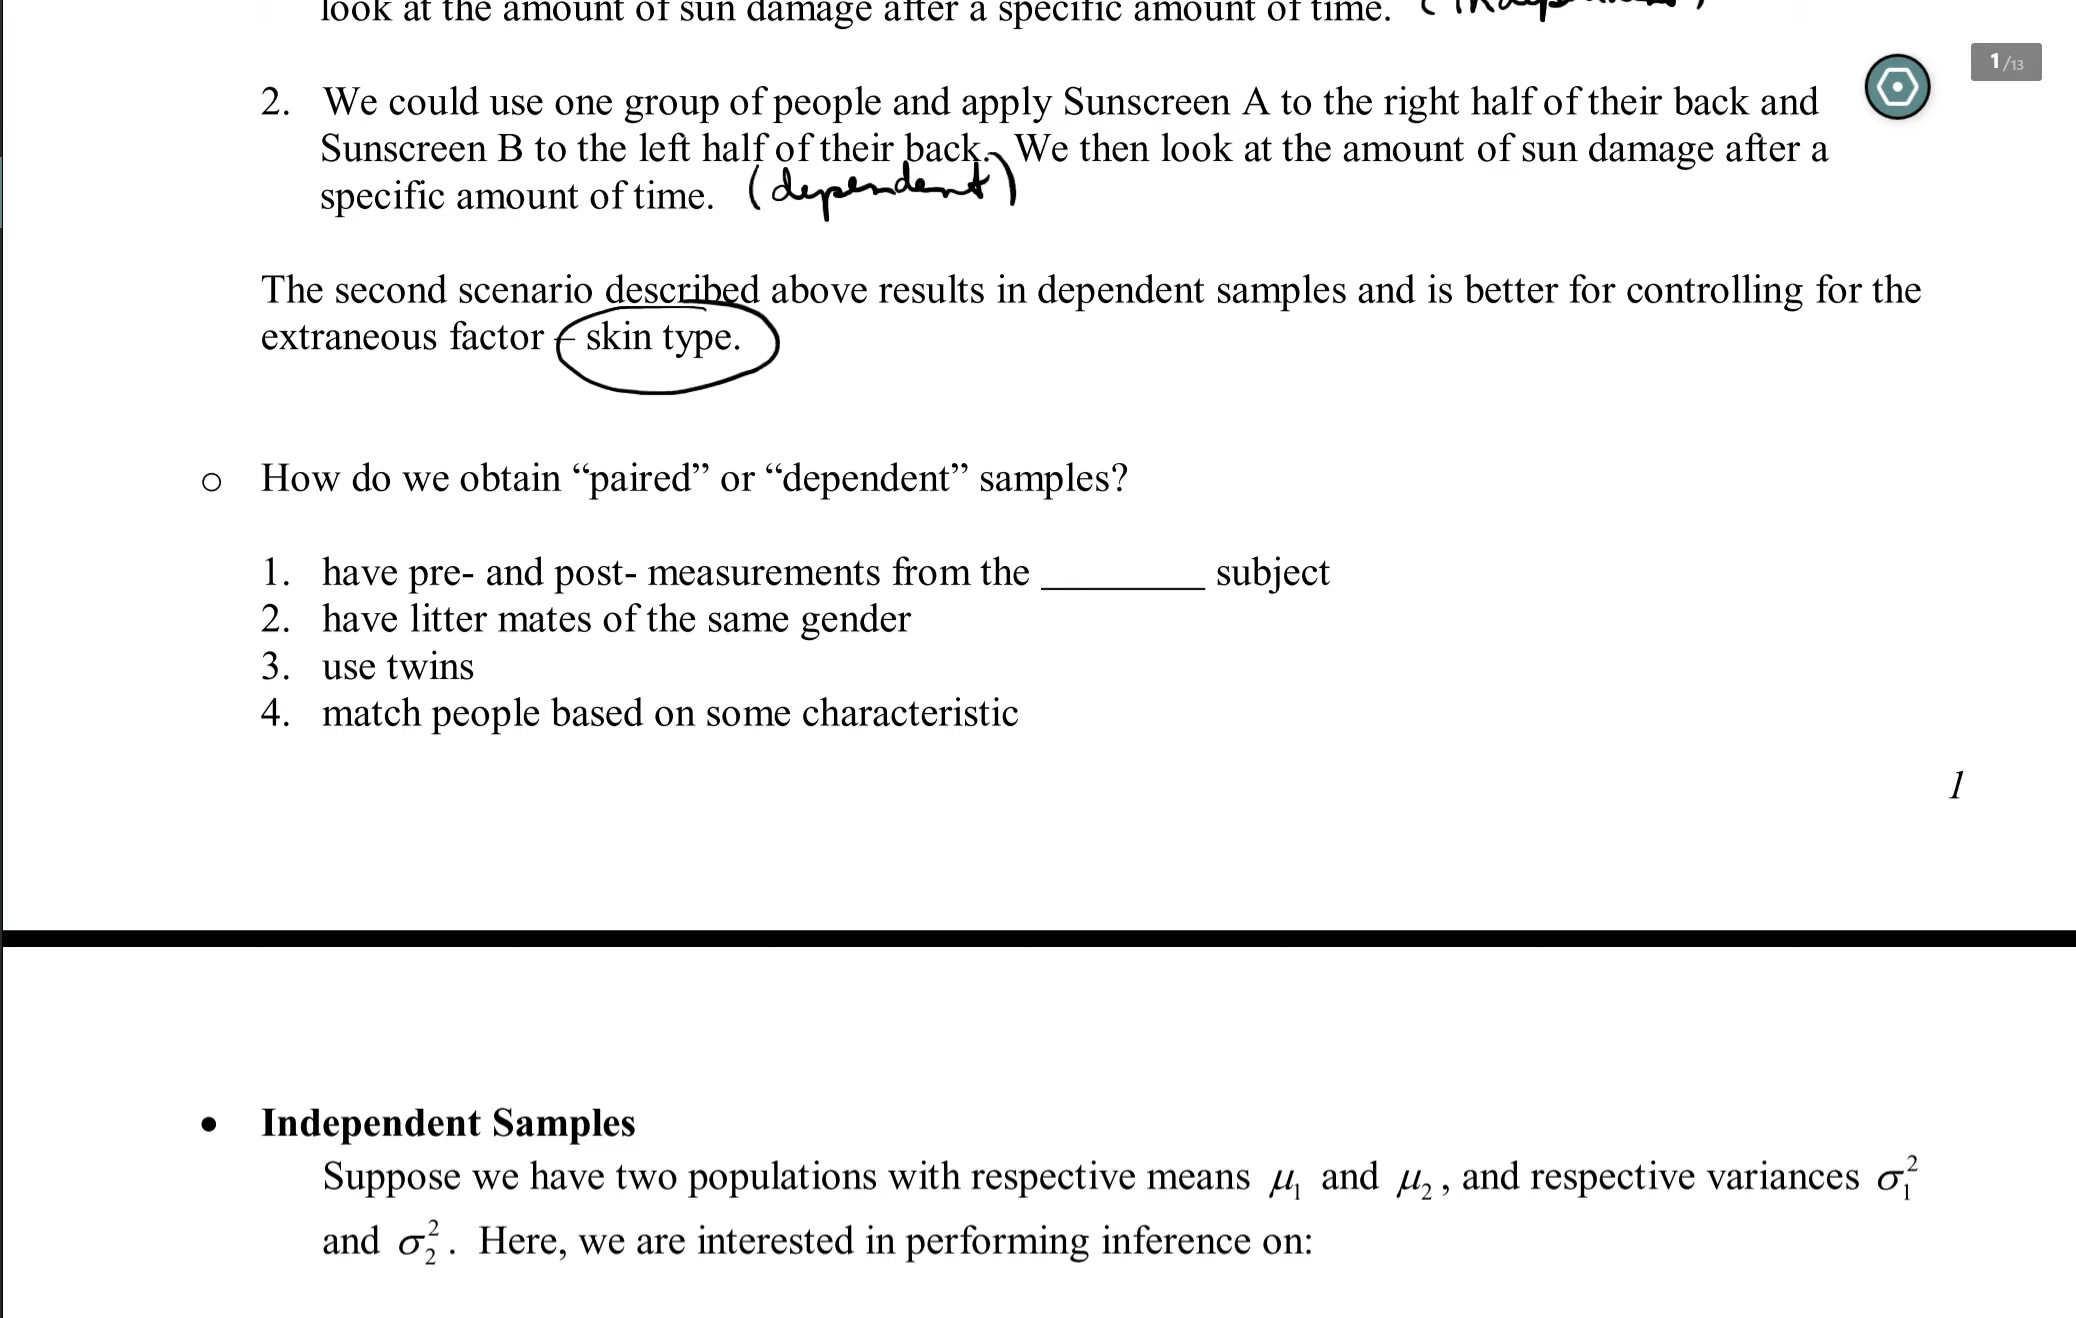 look at the amount of sun damage after a specific amount of time.
1/13
2. We could use one group of people and apply Sunscreen A to the right half of their back and
Sunscreen B to the left half of their back. We then look at the amount of sun damage after a
specific amount of time. (dependent)
The second scenario described above results in dependent samples and is better for controlling for the
extraneous factor – skin type.
o How do we obtain “paired” or “dependent” samples?
1. have pre- and post- measurements from the ________ subject
2. have litter mates of the same gender
3. use twins
4. match people based on some characteristic
1
• Independent Samples
Suppose we have two populations with respective means μ₁ and μ₂, and respective variances σ₁²
and σ₂². Here, we are interested in performing inference on: